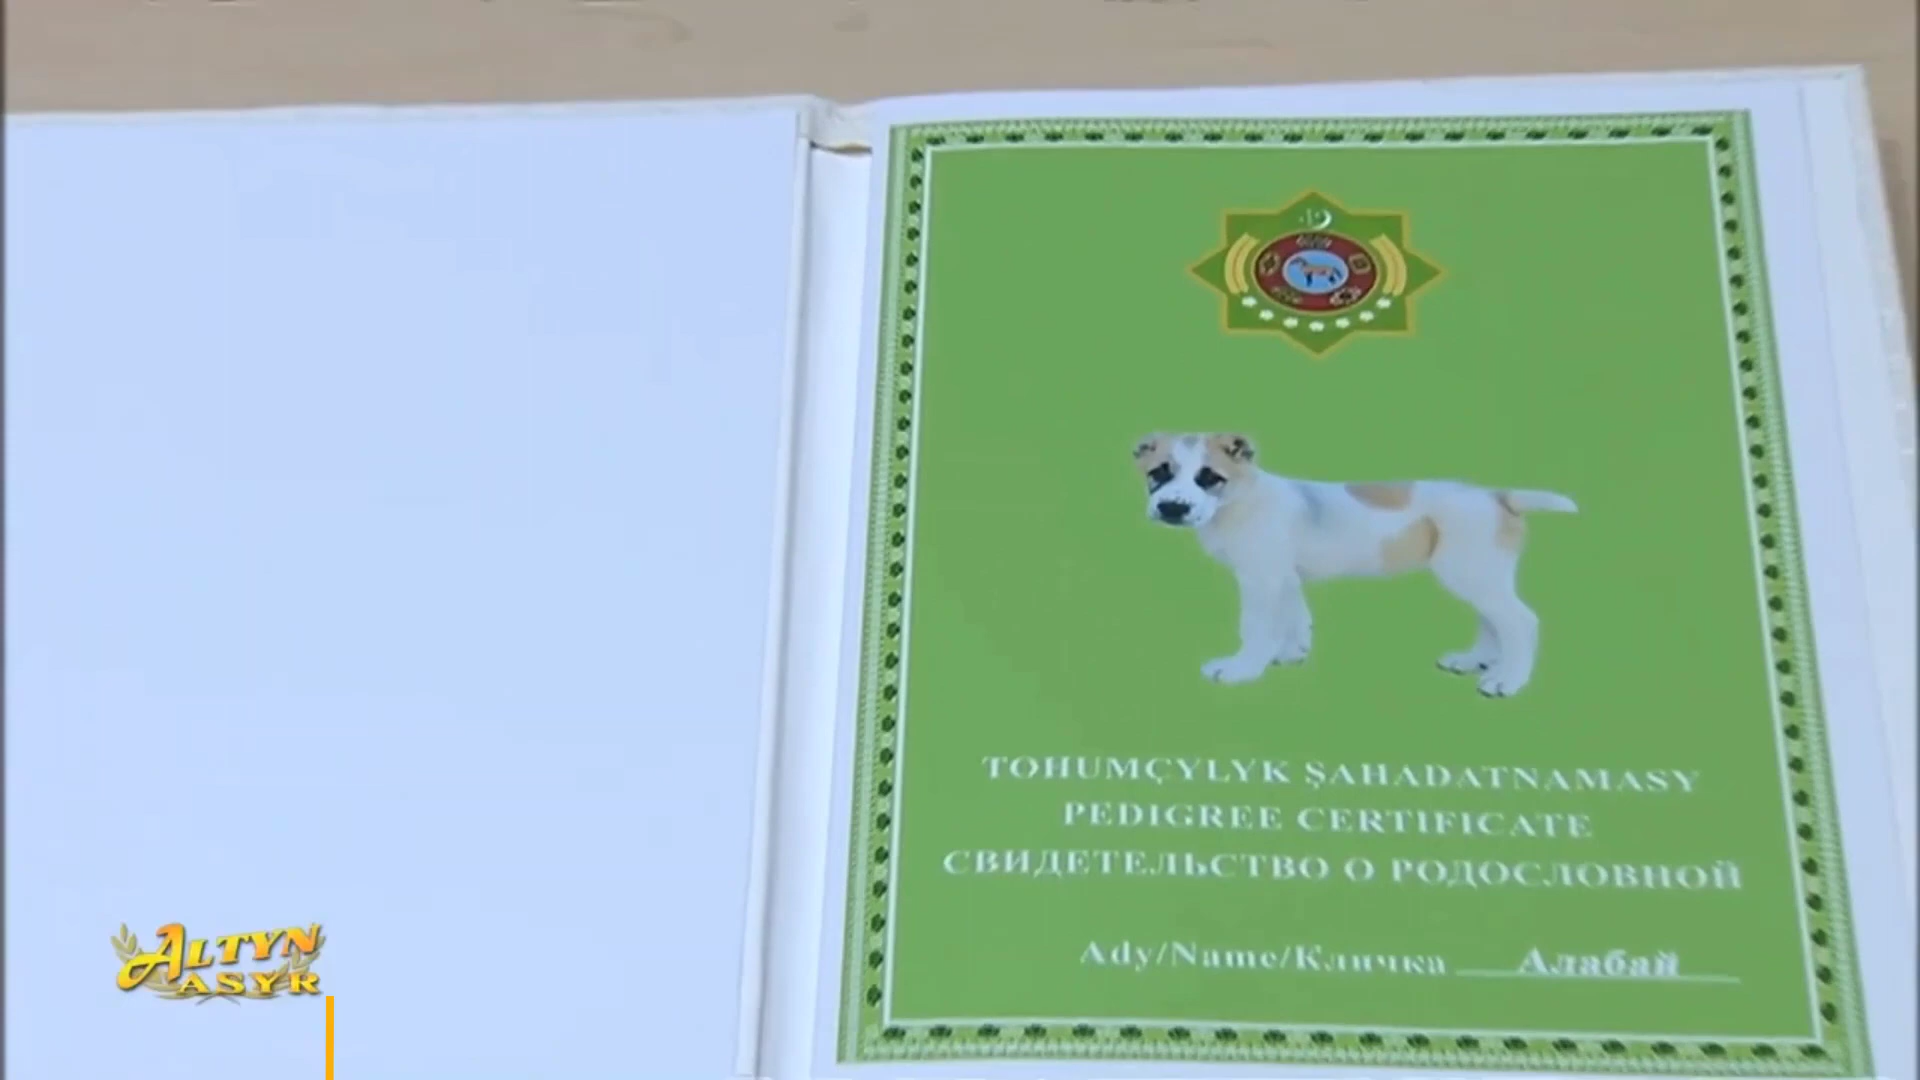 TOHUMÇYLYK ŞAHADATNAMASY
PEDIGREE CERTIFICATE
СВИДЕТЕЛЬСТВО О РОДОСЛОВНОЙ
Ady/Name/Кличка Алабай
ALTYN
ASYR